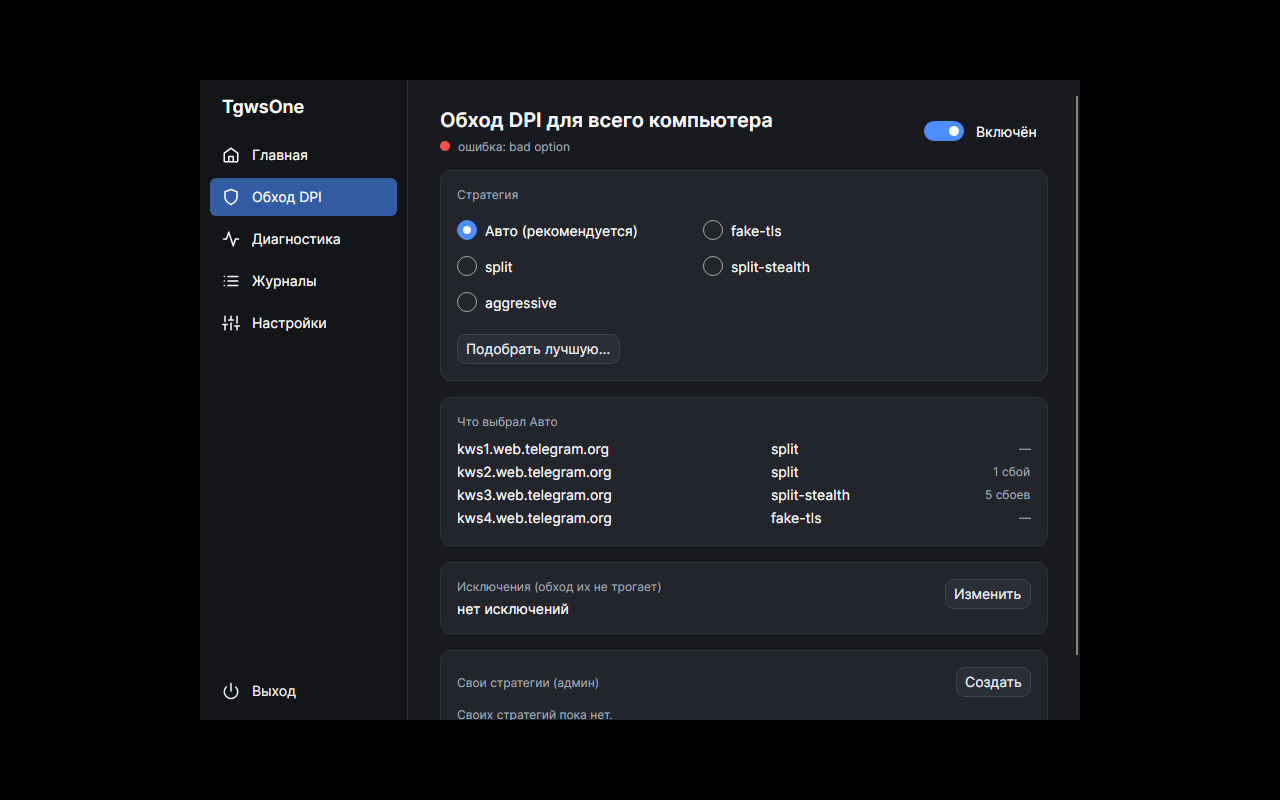 TgwsOne
Главная
Обход DPI
Диагностика
Журналы
Настройки
Выход
Обход DPI для всего компьютера
ошибка: bad option
Включён
Стратегия
Авто (рекомендуется)
fake-tls
split
split-stealth
aggressive
Подобрать лучшую...
Что выбрал Авто
kws1.web.telegram.org split —
kws2.web.telegram.org split 1 сбой
kws3.web.telegram.org split-stealth 5 сбоев
kws4.web.telegram.org fake-tls —
Исключения (обход их не трогает)
нет исключений
Изменить
Свои стратегии (админ)
Создать
Своих стратегий пока нет.